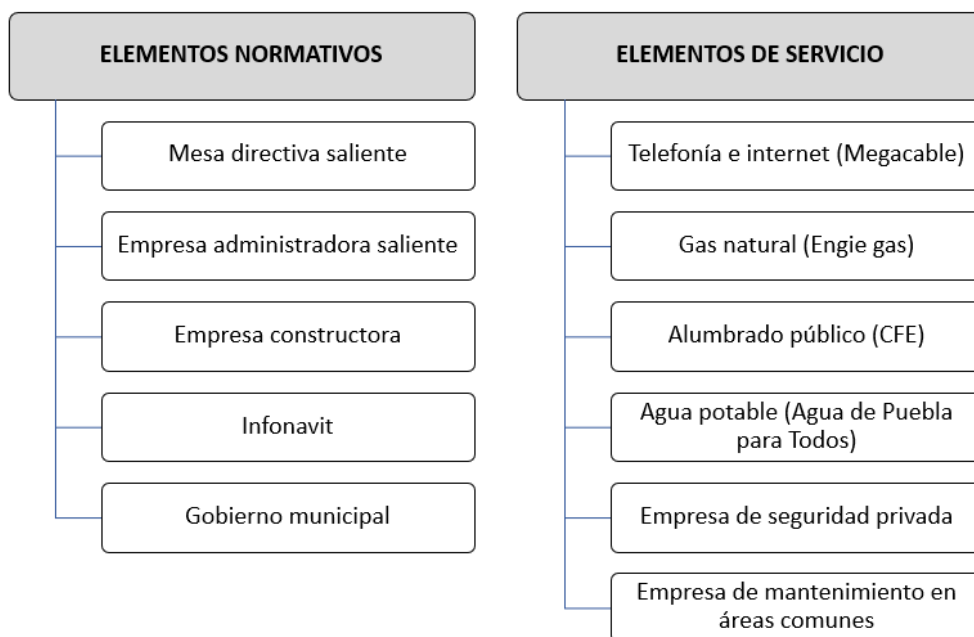 ELEMENTOS NORMATIVOS
Mesa directiva saliente
Empresa administradora saliente
Empresa constructora
Infonavit
Gobierno municipal
ELEMENTOS DE SERVICIO
Telefonía e internet (Megacable)
Gas natural (Engie gas)
Alumbrado público (CFE)
Agua potable (Agua de Puebla
para Todos)
Empresa de seguridad privada
Empresa de mantenimiento en
áreas comunes